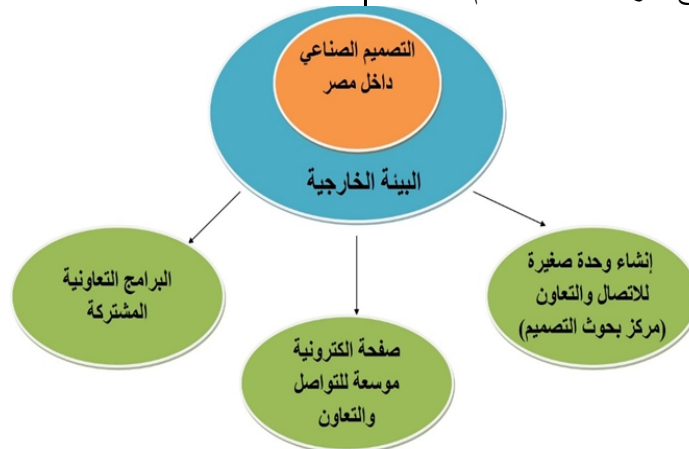 التصميم الصناعي
داخل مصر
البيئة الخارجية
إنشاء وحدة صغيرة
للاتصال والتعاون
(مركز بحوث التصميم)
صفحة الكترونية
موسعة للتواصل
والتعاون
البرامج التعاونية
المشتركة